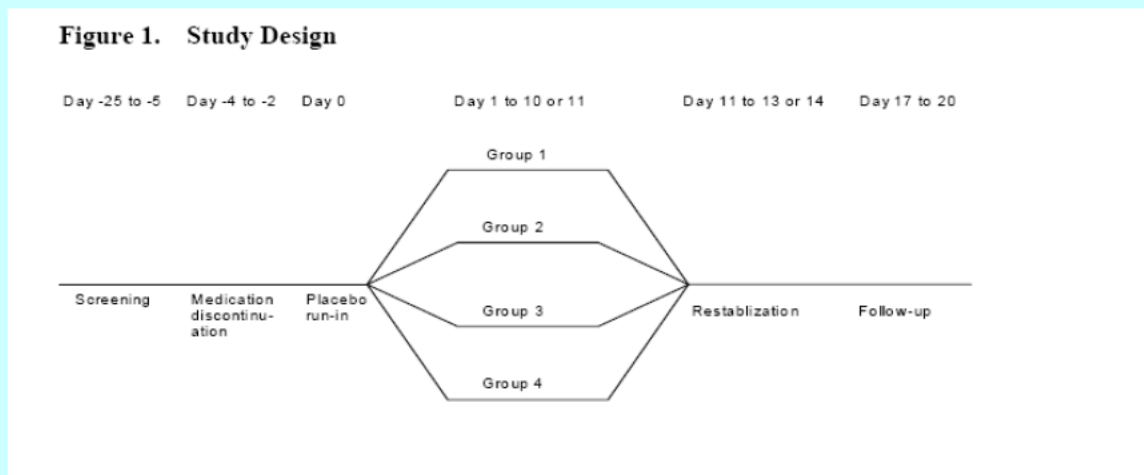 Figure 1. Study Design
Day -25 to -5 Day -4 to -2 Day 0 Day 1 to 10 or 11 Day 11 to 13 or 14 Day 17 to 20
Group 1
Group 2
Screening
Medication
discontinu-
ation
Placebo
run-in
Group 3
Restablization
Follow-up
Group 4